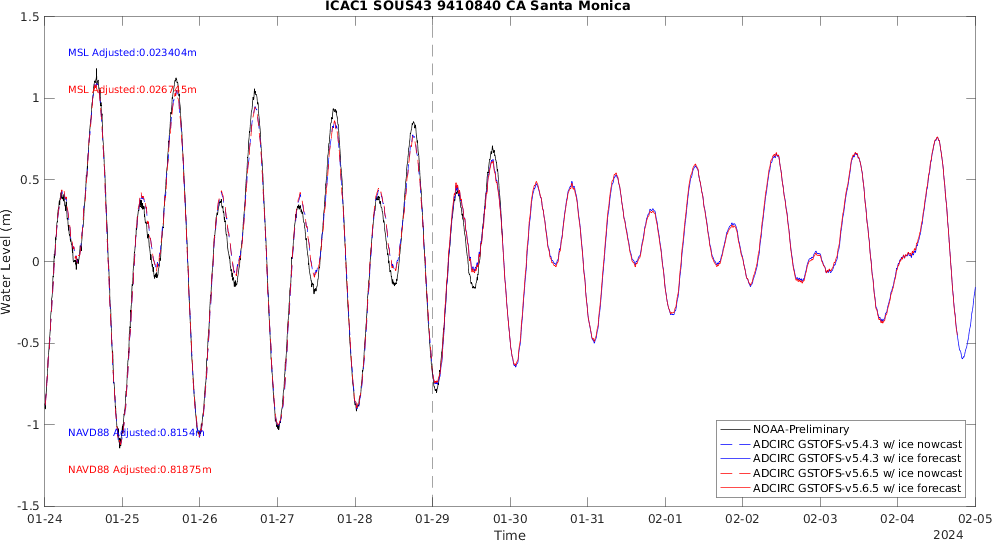 ICAC1 SOUS43 9410840 CA Santa Monica
1.5
1
0.5
0
-0.5
-1
-1.5
Water Level (m)
MSL Adjusted:0.023404m
MSL Adjusted:0.026745m
NAVD88 Adjusted:0.8154m
NAVD88 Adjusted:0.81875m
NOAA-Preliminary
ADCIRC GSTOFS-v5.4.3 w/ ice nowcast
ADCIRC GSTOFS-v5.4.3 w/ ice forecast
ADCIRC GSTOFS-v5.6.5 w/ ice nowcast
ADCIRC GSTOFS-v5.6.5 w/ ice forecast
01-24 01-25 01-26 01-27 01-28 01-29 01-30 01-31 02-01 02-02 02-03 02-04 02-05
Time
2024